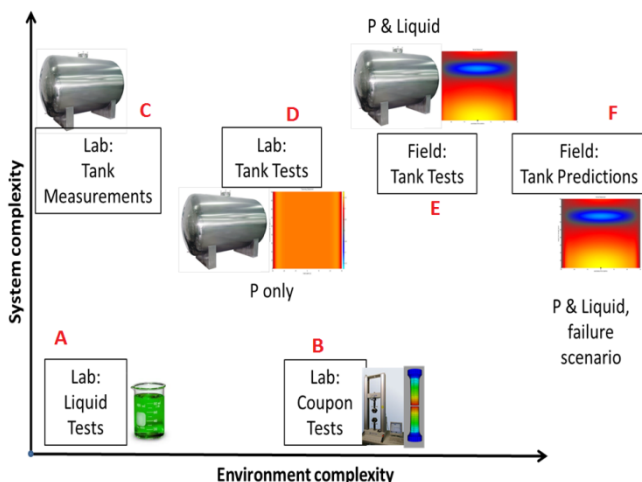 P & Liquid
C
D
F
Lab:
Tank
Measurements
Lab:
Tank Tests
Field:
Tank Tests
Field:
Tank Predictions
E
P only
P & Liquid,
failure
scenario
A
B
Lab:
Liquid
Tests
Lab:
Coupon
Tests
System complexity
Environment complexity